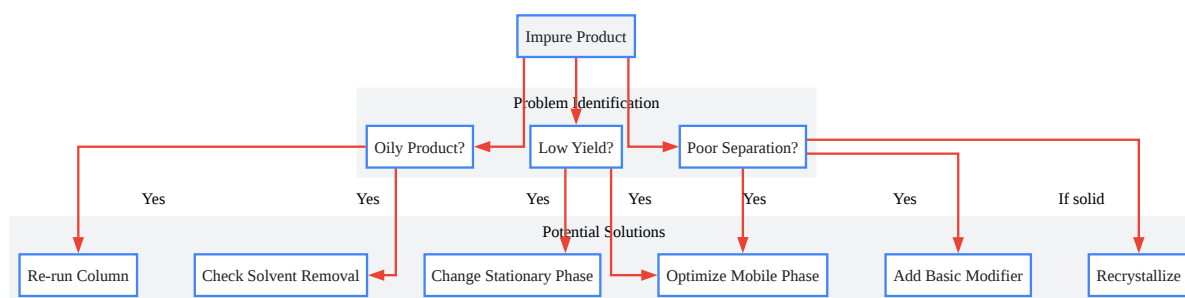 Impure Product
Problem Identification
Oily Product?
Low Yield?
Poor Separation?
Yes
Yes
Yes
Yes
Yes
Yes
If solid
Potential Solutions
Re-run Column
Check Solvent Removal
Change Stationary Phase
Optimize Mobile Phase
Add Basic Modifier
Recrystallize